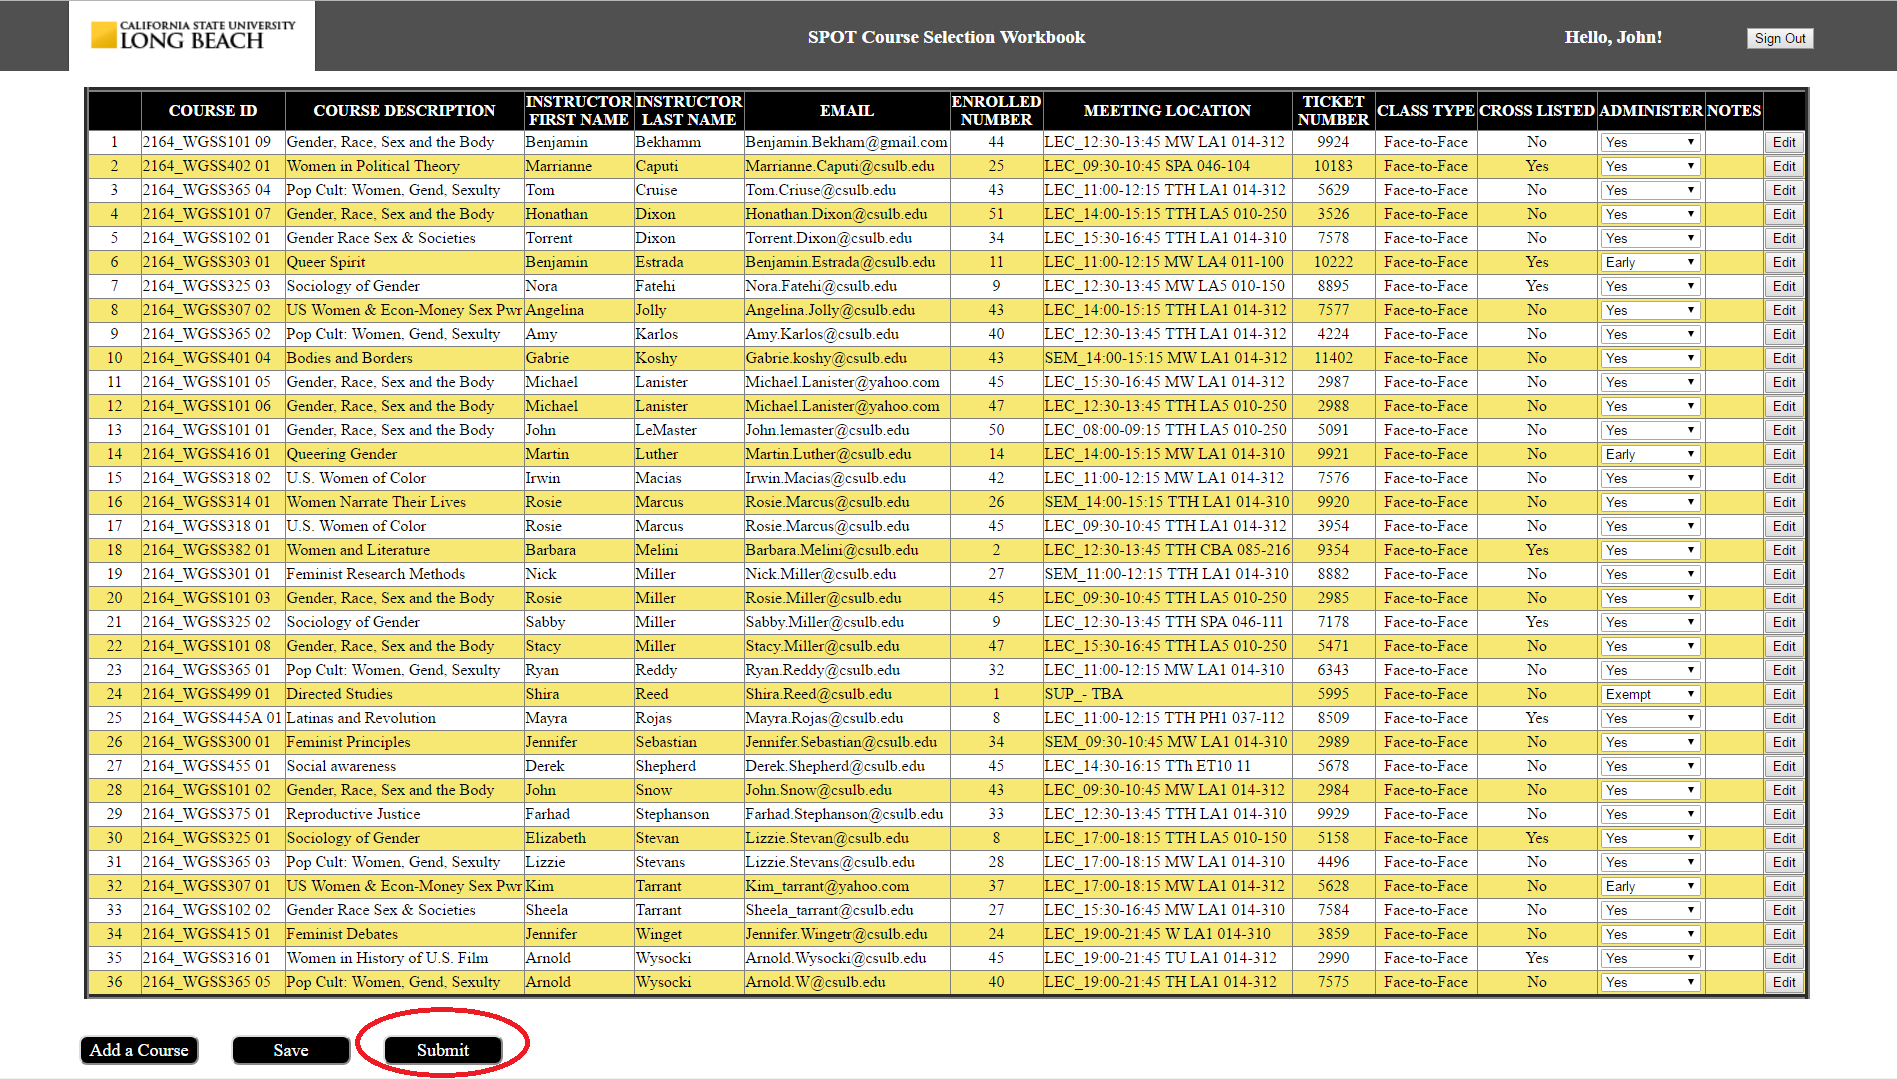 CALIFORNIA STATE UNIVERSITY
LONG BEACH
SPOT Course Selection Workbook
Hello, John!
Sign Out
COURSE ID COURSE DESCRIPTION INSTRUCTOR FIRST NAME INSTRUCTOR LAST NAME EMAIL ENROLLED NUMBER MEETING LOCATION TICKET NUMBER CLASS TYPE CROSS LISTED ADMINISTER NOTES
1 2164_WGSS101 09 Gender, Race, Sex and the Body Benjamin Bekhamm Benjamin.Bekham@gmail.com 44 LEC_12:30-13:45 MW LA1 014-312 9924 Face-to-Face No Yes Edit
2 2164_WGSS402 01 Women in Political Theory Marrianne Caputi Marrianne.Caputi@csulb.edu 25 LEC_09:30-10:45 SPA 046-104 10183 Face-to-Face Yes Yes Edit
3 2164_WGSS365 04 Pop Cult: Women, Gend, Sexulty Tom Cruise Tom.Criuse@csulb.edu 43 LEC_11:00-12:15 TTH LA1 014-312 5629 Face-to-Face No Yes Edit
4 2164_WGSS101 07 Gender, Race, Sex and the Body Honathan Dixon Honathan.Dixon@csulb.edu 51 LEC_14:00-15:15 TTH LA5 010-250 3526 Face-to-Face No Yes Edit
5 2164_WGSS102 01 Gender Race Sex & Societies Torrent Dixon Torrent.Dixon@csulb.edu 34 LEC_15:30-16:45 TTH LA1 014-310 7578 Face-to-Face No Yes Edit
6 2164_WGSS303 01 Queer Spirit Benjamin Estrada Benjamin.Estrada@csulb.edu 11 LEC_11:00-12:15 MW LA4 011-100 10222 Face-to-Face Yes Early Edit
7 2164_WGSS325 03 Sociology of Gender Nora Fatehi Nora.Fatehi@csulb.edu 9 LEC_12:30-13:45 MW LA5 010-150 8895 Face-to-Face Yes Yes Edit
8 2164_WGSS307 02 US Women & Econ-Money Sex Pwr Angelina Jolly Angelina.Jolly@csulb.edu 43 LEC_14:00-15:15 TTH LA1 014-312 7577 Face-to-Face No Yes Edit
9 2164_WGSS365 02 Pop Cult: Women, Gend, Sexulty Amy Karlos Amy.Karlos@csulb.edu 40 LEC_12:30-13:45 TTH LA1 014-312 4224 Face-to-Face No Yes Edit
10 2164_WGSS401 04 Bodies and Borders Gabrie Koshy Gabrie.koshy@csulb.edu 43 SEM_14:00-15:15 MW LA1 014-312 11402 Face-to-Face No Yes Edit
11 2164_WGSS101 05 Gender, Race, Sex and the Body Michael Lanister Michael.Lanister@yahoo.com 45 LEC_15:30-16:45 MW LA1 014-312 2987 Face-to-Face No Yes Edit
12 2164_WGSS101 06 Gender, Race, Sex and the Body Michael Lanister Michael.Lanister@yahoo.com 47 LEC_12:30-13:45 TTH LA5 010-250 2988 Face-to-Face No Yes Edit
13 2164_WGSS101 01 Gender, Race, Sex and the Body John LeMaster John.lemaster@csulb.edu 50 LEC_08:00-09:15 TTH LA5 010-250 5091 Face-to-Face No Yes Edit
14 2164_WGSS416 01 Queering Gender Martin Luther Martin.Luther@csulb.edu 14 LEC_14:00-15:15 MW LA1 014-310 9921 Face-to-Face No Early Edit
15 2164_WGSS318 02 U.S. Women of Color Irwin Macias Irwin.Macias@csulb.edu 42 LEC_11:00-12:15 MW LA1 014-312 7576 Face-to-Face No Yes Edit
16 2164_WGSS314 01 Women Narrate Their Lives Rosie Marcus Rosie.Marcus@csulb.edu 26 SEM_14:00-15:15 TTH LA1 014-310 9920 Face-to-Face No Yes Edit
17 2164_WGSS318 01 U.S. Women of Color Rosie Marcus Rosie.Marcus@csulb.edu 45 LEC_09:30-10:45 TTH LA1 014-312 3954 Face-to-Face No Yes Edit
18 2164_WGSS382 01 Women and Literature Barbara Melini Barbara.Melini@csulb.edu 2 LEC_12:30-13:45 TTH CBA 085-216 9354 Face-to-Face Yes Yes Edit
19 2164_WGSS301 01 Feminist Research Methods Nick Miller Nick.Miller@csulb.edu 27 SEM_11:00-12:15 TTH LA1 014-310 8882 Face-to-Face No Yes Edit
20 2164_WGSS101 03 Gender, Race, Sex and the Body Rosie Miller Rosie.Miller@csulb.edu 45 LEC_09:30-10:45 TTH LA5 010-250 2985 Face-to-Face No Yes Edit
21 2164_WGSS325 02 Sociology of Gender Sabby Miller Sabby.Miller@csulb.edu 9 LEC_12:30-13:45 TTH SPA 046-111 7178 Face-to-Face Yes Yes Edit
22 2164_WGSS101 08 Gender, Race, Sex and the Body Stacy Miller Stacy.Miller@csulb.edu 47 LEC_15:30-16:45 TTH LA5 010-250 5471 Face-to-Face No Yes Edit
23 2164_WGSS365 01 Pop Cult: Women, Gend, Sexulty Ryan Reddy Ryan.Reddy@csulb.edu 32 LEC_11:00-12:15 MW LA1 014-310 6343 Face-to-Face No Yes Edit
24 2164_WGSS499 01 Directed Studies Shira Reed Shira.Reed@csulb.edu 1 SUP_- TBA 5995 Face-to-Face No Exempt Edit
25 2164_WGSS445A 01 Latinas and Revolution Mayra Rojas Mayra.Rojas@csulb.edu 8 LEC_11:00-12:15 TTH PH1 037-112 8509 Face-to-Face Yes Yes Edit
26 2164_WGSS300 01 Feminist Principles Jennifer Sebastian Jennifer.Sebastian@csulb.edu 34 SEM_09:30-10:45 MW LA1 014-310 2989 Face-to-Face No Yes Edit
27 2164_WGSS455 01 Social awareness Derek Shepherd Derek.Shepherd@csulb.edu 45 LEC_14:30-16:15 TTh ET10 11 5678 Face-to-Face No Yes Edit
28 2164_WGSS101 02 Gender, Race, Sex and the Body John Snow John.Snow@csulb.edu 43 LEC_09:30-10:45 MW LA1 014-312 2984 Face-to-Face No Yes Edit
29 2164_WGSS375 01 Reproductive Justice Farhad Stephanson Farhad.Stephanson@csulb.edu 33 LEC_12:30-13:45 TTH LA1 014-310 9929 Face-to-Face No Yes Edit
30 2164_WGSS325 01 Sociology of Gender Elizabeth Stevan Lizzie.Stevan@csulb.edu 8 LEC_17:00-18:15 TTH LA5 010-150 5158 Face-to-Face Yes Yes Edit
31 2164_WGSS365 03 Pop Cult: Women, Gend, Sexulty Lizzie Stevans Lizzie.Stevans@csulb.edu 28 LEC_17:00-18:15 MW LA1 014-310 4496 Face-to-Face No Yes Edit
32 2164_WGSS307 01 US Women & Econ-Money Sex Pwr Kim Tarrant Kim_tarrant@yahoo.com 37 LEC_17:00-18:15 MW LA1 014-312 5628 Face-to-Face No Early Edit
33 2164_WGSS102 02 Gender Race Sex & Societies Sheela Tarrant Sheela_tarrant@csulb.edu 27 LEC_15:30-16:45 MW LA1 014-310 7584 Face-to-Face No Yes Edit
34 2164_WGSS415 01 Feminist Debates Jennifer Winget Jennifer.Wingetr@csulb.edu 24 LEC_19:00-21:45 W LA1 014-310 3859 Face-to-Face No Yes Edit
35 2164_WGSS316 01 Women in History of U.S. Film Arnold Wysocki Arnold.Wysocki@csulb.edu 45 LEC_19:00-21:45 TU LA1 014-312 2990 Face-to-Face Yes Yes Edit
36 2164_WGSS365 05 Pop Cult: Women, Gend, Sexulty Arnold Wysocki Arnold.W@csulb.edu 40 LEC_19:00-21:45 TH LA1 014-312 7575 Face-to-Face No Yes Edit
Add a Course Save Submit